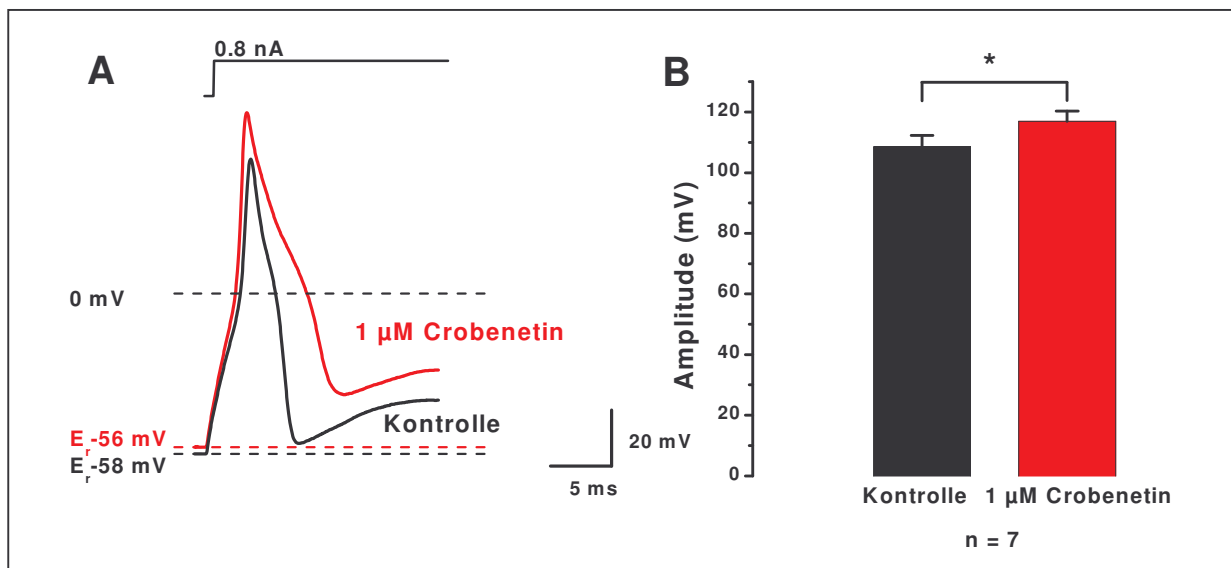 A
0.8 nA
0 mV
1 µM Crobenetin
Kontrolle
Er-56 mV
Er-58 mV
20 mV
5 ms
B
*
Amplitude (mV)
120
100
80
60
40
20
0
Kontrolle
1 µM Crobenetin
n = 7